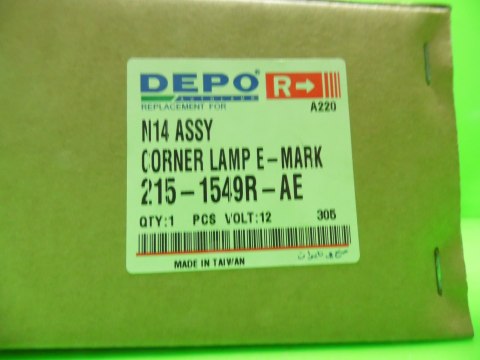 DEPO®
AUTOLAMP
R→
REPLACEMENT FOR
A220
N14 ASSY
CORNER LAMP E-MARK
215-1549R-AE
QTY:1 PCS VOLT:12 305
MADE IN TAIWAN